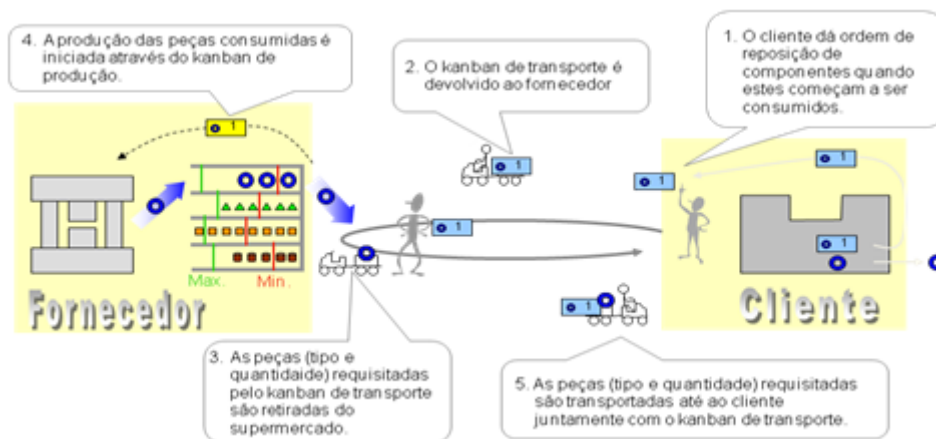 4. A produção das peças consumidas é
iniciada através do kanban de
produção.
2. O kanban de transporte é
devolvido ao fornecedor
1. O cliente dá ordem de
reposição de
componentes quando
estes começam a ser
consumidos.
1
1
1
1
1
1
Max. Min.
Fornecedor
1
Cliente
3. As peças (tipo e
quantidaide) requisitadas
pelo kanban de transporte
são retiradas do
supermercado.
5. As peças (tipo e quantidade) requisitadas
são transportadas até ao cliente
juntamente com o kanban de transporte.